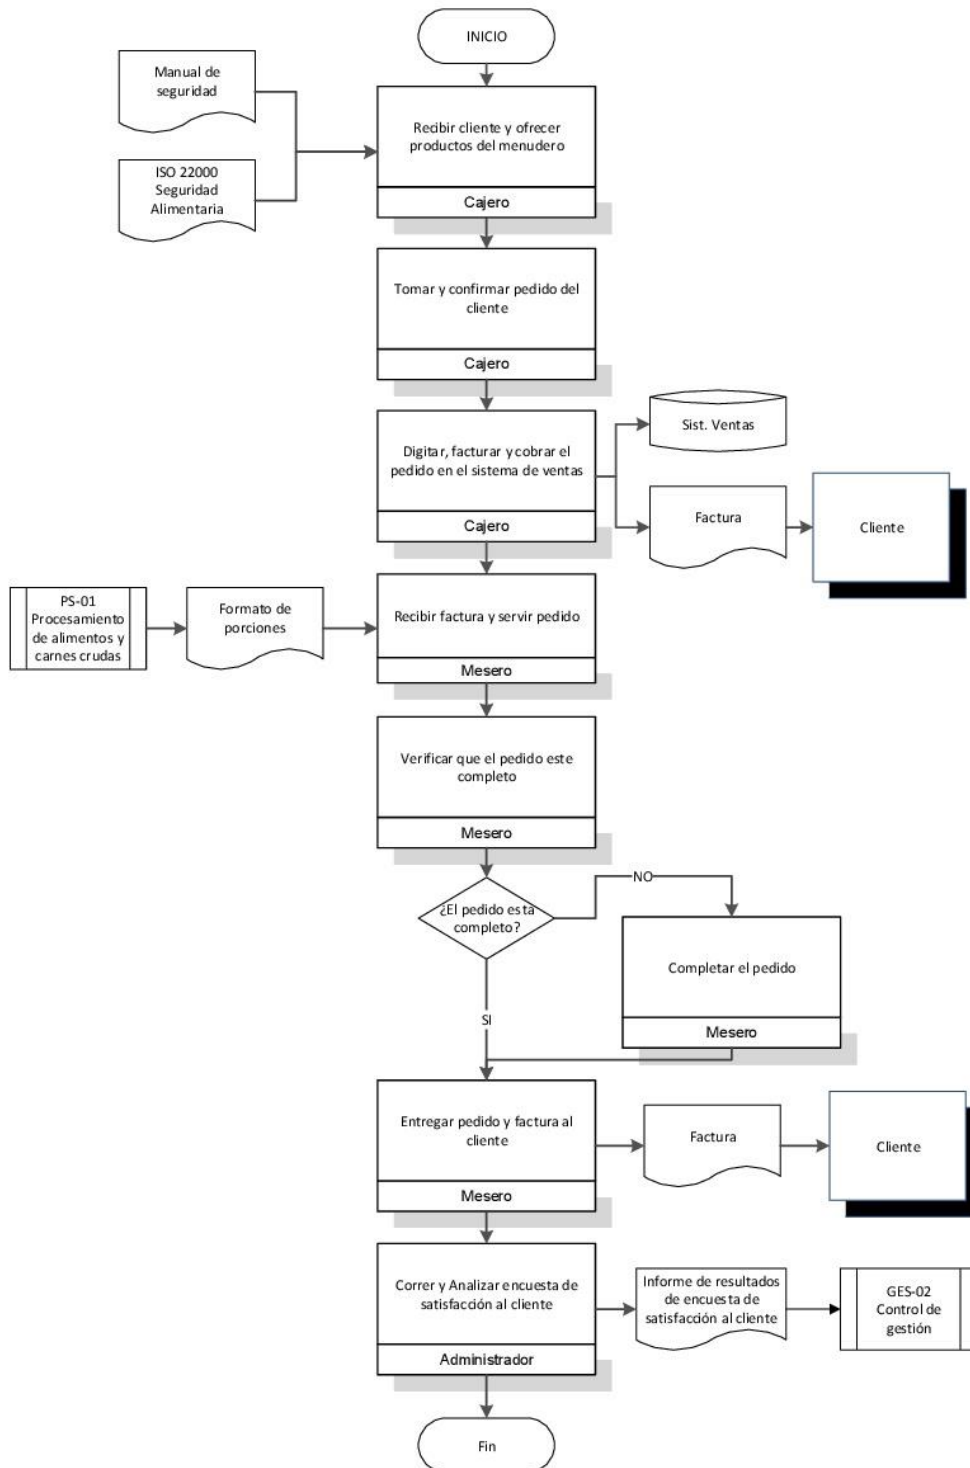 INICIO
Manual de
seguridad
ISO 22000
Seguridad
Alimentaria
Recibir cliente y ofrecer
productos del menudero
Cajero
Tomar y confirmar pedido del
cliente
Cajero
Digitar, facturar y cobrar el
pedido en el sistema de ventas
Cajero
Sist. Ventas
Factura
Cliente
PS-01
Procesamiento
de alimentos y
carnes crudas
Formato de
porciones
Recibir factura y servir pedido
Mesero
Verificar que el pedido este
completo
Mesero
¿El pedido esta
completo?
NO
Completar el pedido
Mesero
SI
Entregar pedido y factura al
cliente
Mesero
Factura
Cliente
Correr y Analizar encuesta de
satisfacción al cliente
Administrador
Informe de resultados
de encuesta de
satisfacción al cliente
GES-02
Control de
gestión
Fin